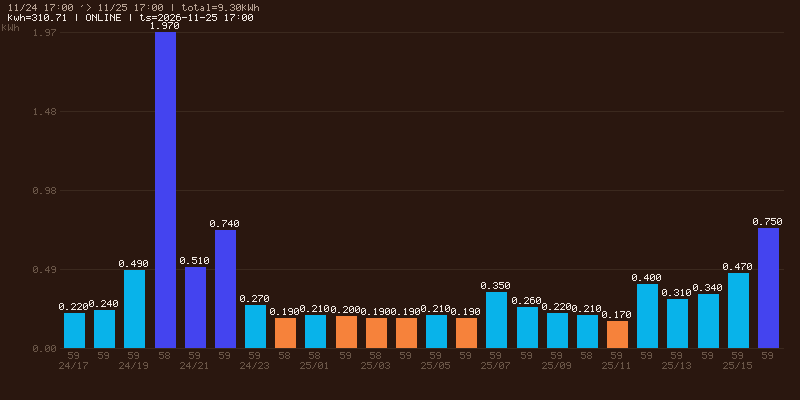 11/24 17:00 -> 11/25 17:00 | total=9.30kWh
Kwh=310.71 | ONLINE | ts=2026-11-25 17:00
kWh
1.970
1.97
1.48
0.98
0.49
0.00
0.220 0.240 0.490 0.510 0.740 0.270 0.190 0.210 0.200 0.190 0.190 0.210 0.190 0.350 0.260 0.220 0.210 0.170 0.400 0.310 0.340 0.470 0.750
59 59 59 58 59 59 59 58 58 59 58 59 59 59 59 59 59 58 59 59 59 59 59 59
24/17 24/19 24/21 24/23 25/01 25/03 25/05 25/07 25/09 25/11 25/13 25/15